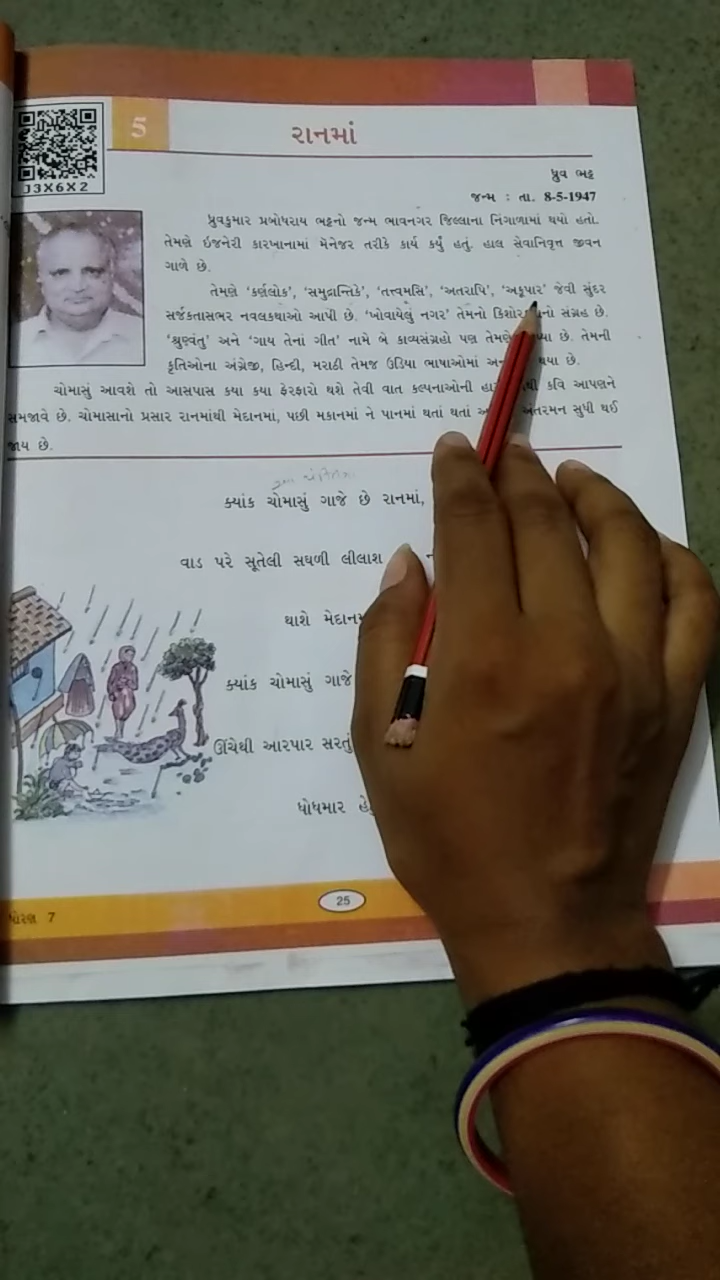 J3X6X2
5
રાનમાં
ધ્રુવ ભટ્ટ
જન્મ : તા. 8-5-1947
ધ્રુવકુમાર પ્રબોધરાય ભટ્ટનો જન્મ ભાવનગર જિલ્લાના નિંગાળામાં થયો હતો.
તેમણે ઇજનેરી કારખાનામાં મેનેજર તરીકે કાર્ય કર્યું હતું. હાલ સેવાનિવૃત્ત જીવન
ગાળે છે.
તેમણે ‘કર્ણલોક’, ‘સમુદ્રાન્તિકે’, ‘તત્ત્વમસિ’, ‘અતરાપિ’, ‘અકૂપાર’ જેવી સુંદર
સર્જકતાસભર નવલકથાઓ આપી છે. ‘ખોવાયેલું નગર’ તેમનો સંગ્રહ છે.
‘શ્રુણ્વંતુ’ અને ‘ગાય તેનાં ગીત’ નામે બે કાવ્યસંગ્રહો પણ તેમણે છે. તેમની
કૃતિઓના અંગ્રેજી, હિન્દી, મરાઠી તેમજ ઉડિયા ભાષાઓમાં થયા છે.
ચોમાસું આવશે તો આસપાસ કયા કયા ફેરફારો થશે તેવી વાત કલ્પનાઓની કવિ આપણને
સમજાવે છે. ચોમાસાનો પ્રસાર રાનમાંથી મેદાનમાં, પછી મકાનમાં ને પાનમાં થતાં થતાં અંતરમન સુધી થઈ
જાય છે.
ક્યાંક ચોમાસું ગાજે છે રાનમાં,
વાડ પરે સૂતેલી સઘળી લીલાશ
થાશે
ક્યાંક ચોમાસું ગાજે
ઊંચેથી આરપાર સરતું
ધોધમાર
ધોરણ 7
25